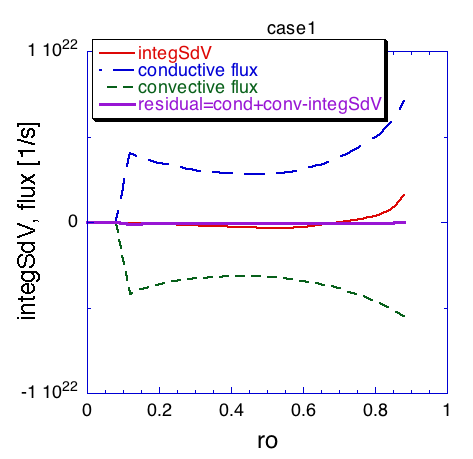 case1
1 10^22
integSdV
conductive flux
convective flux
residual=cond+conv-integSdV
integSdV, flux [1/s]
0
-1 10^22
0 0.2 0.4 0.6 0.8 1
ro